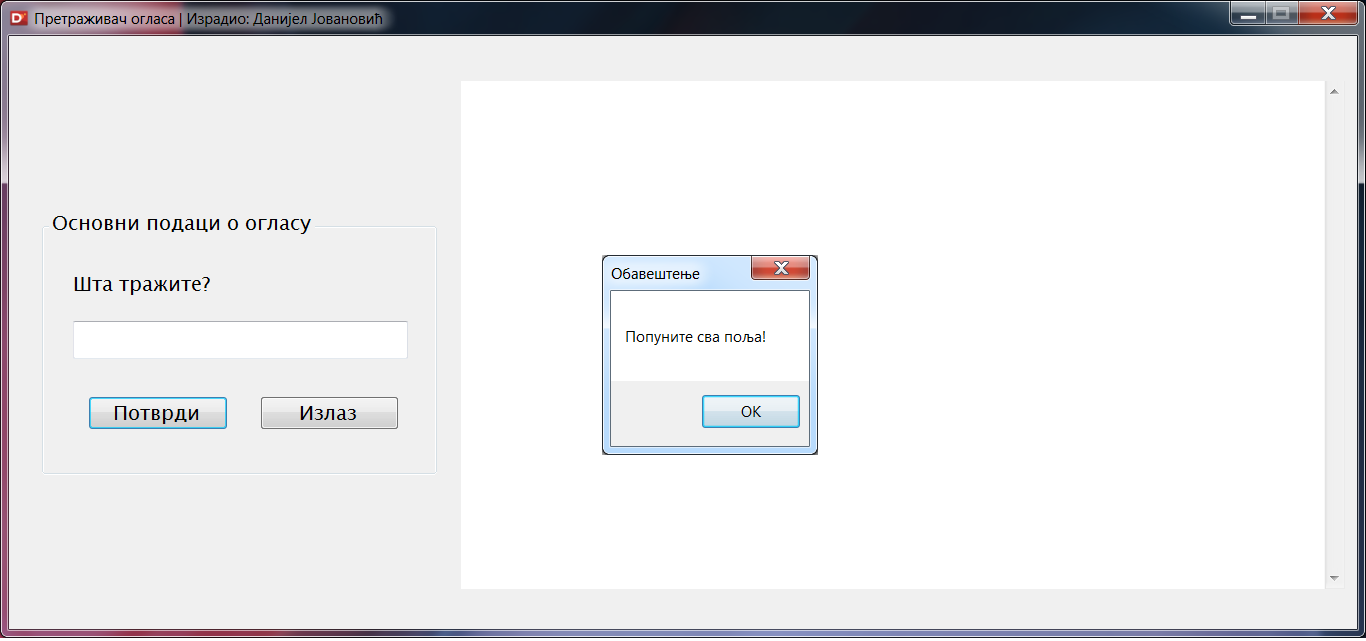 Претраживач огласа | Израдио: Данијел Јовановић
Основни подаци о огласу
Шта тражите?
Потврди
Излаз
Обавештење
Попуните сва поља!
OK